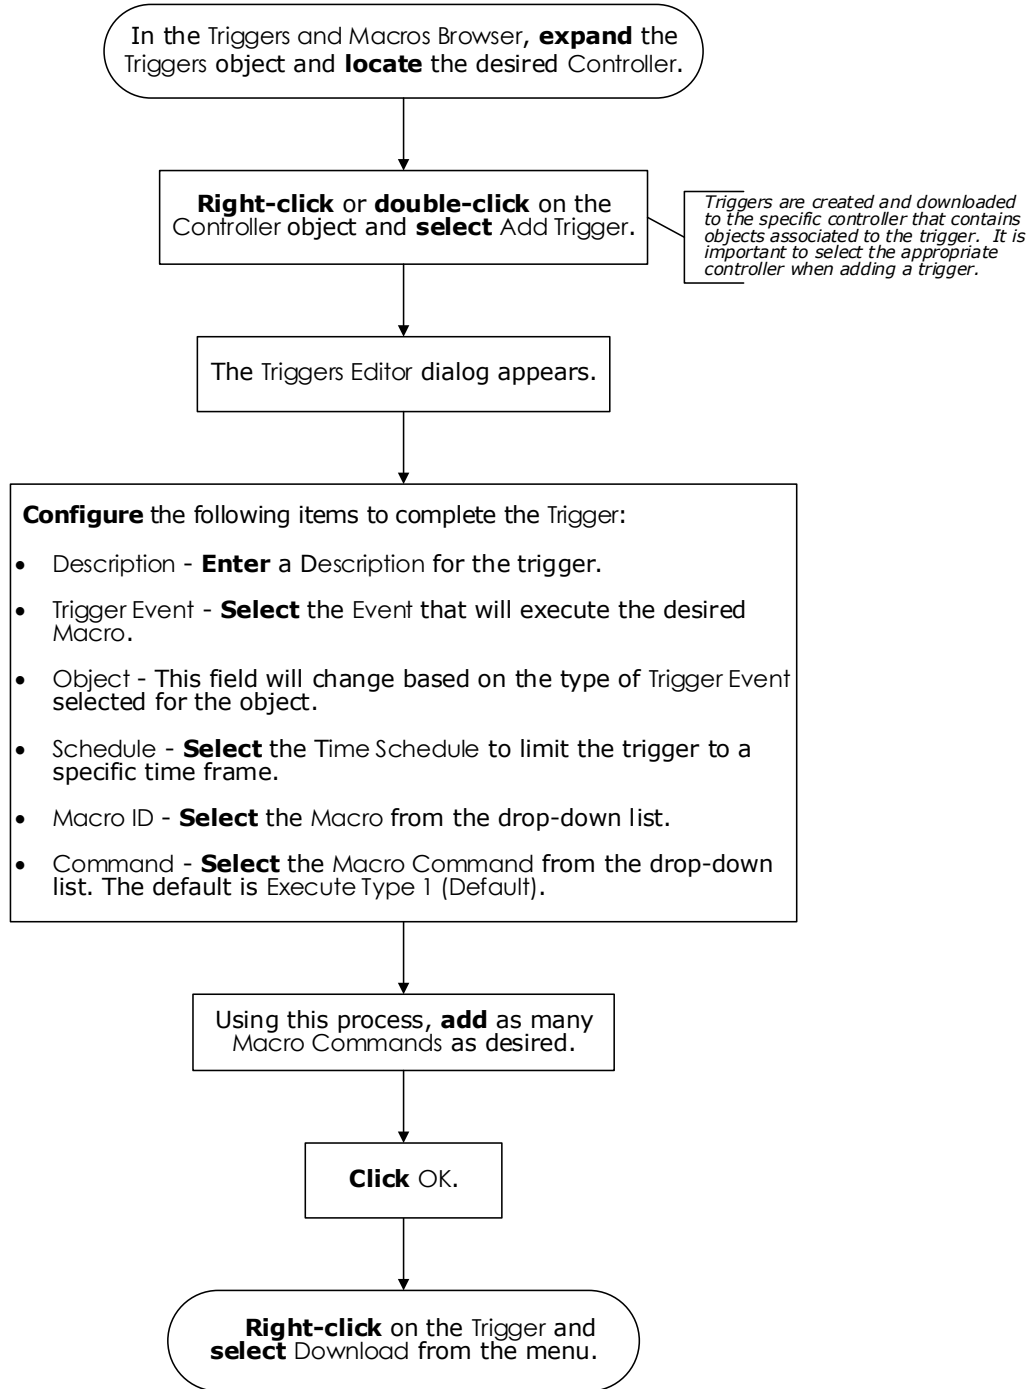 In the Triggers and Macros Browser, expand the
Triggers object and locate the desired Controller.
Right-click or double-click on the
Controller object and select Add Trigger.
Triggers are created and downloaded
to the specific controller that contains
objects associated to the trigger.  It is
important to select the appropriate
controller when adding a trigger.
The Triggers Editor dialog appears.
Configure the following items to complete the Trigger:
• Description - Enter a Description for the trigger.
• Trigger Event - Select the Event that will execute the desired
Macro.
• Object - This field will change based on the type of Trigger Event
selected for the object.
• Schedule - Select the Time Schedule to limit the trigger to a
specific time frame.
• Macro ID - Select the Macro from the drop-down list.
• Command - Select the Macro Command from the drop-down
list. The default is Execute Type 1 (Default).
Using this process, add as many
Macro Commands as desired.
Click OK.
Right-click on the Trigger and
select Download from the menu.